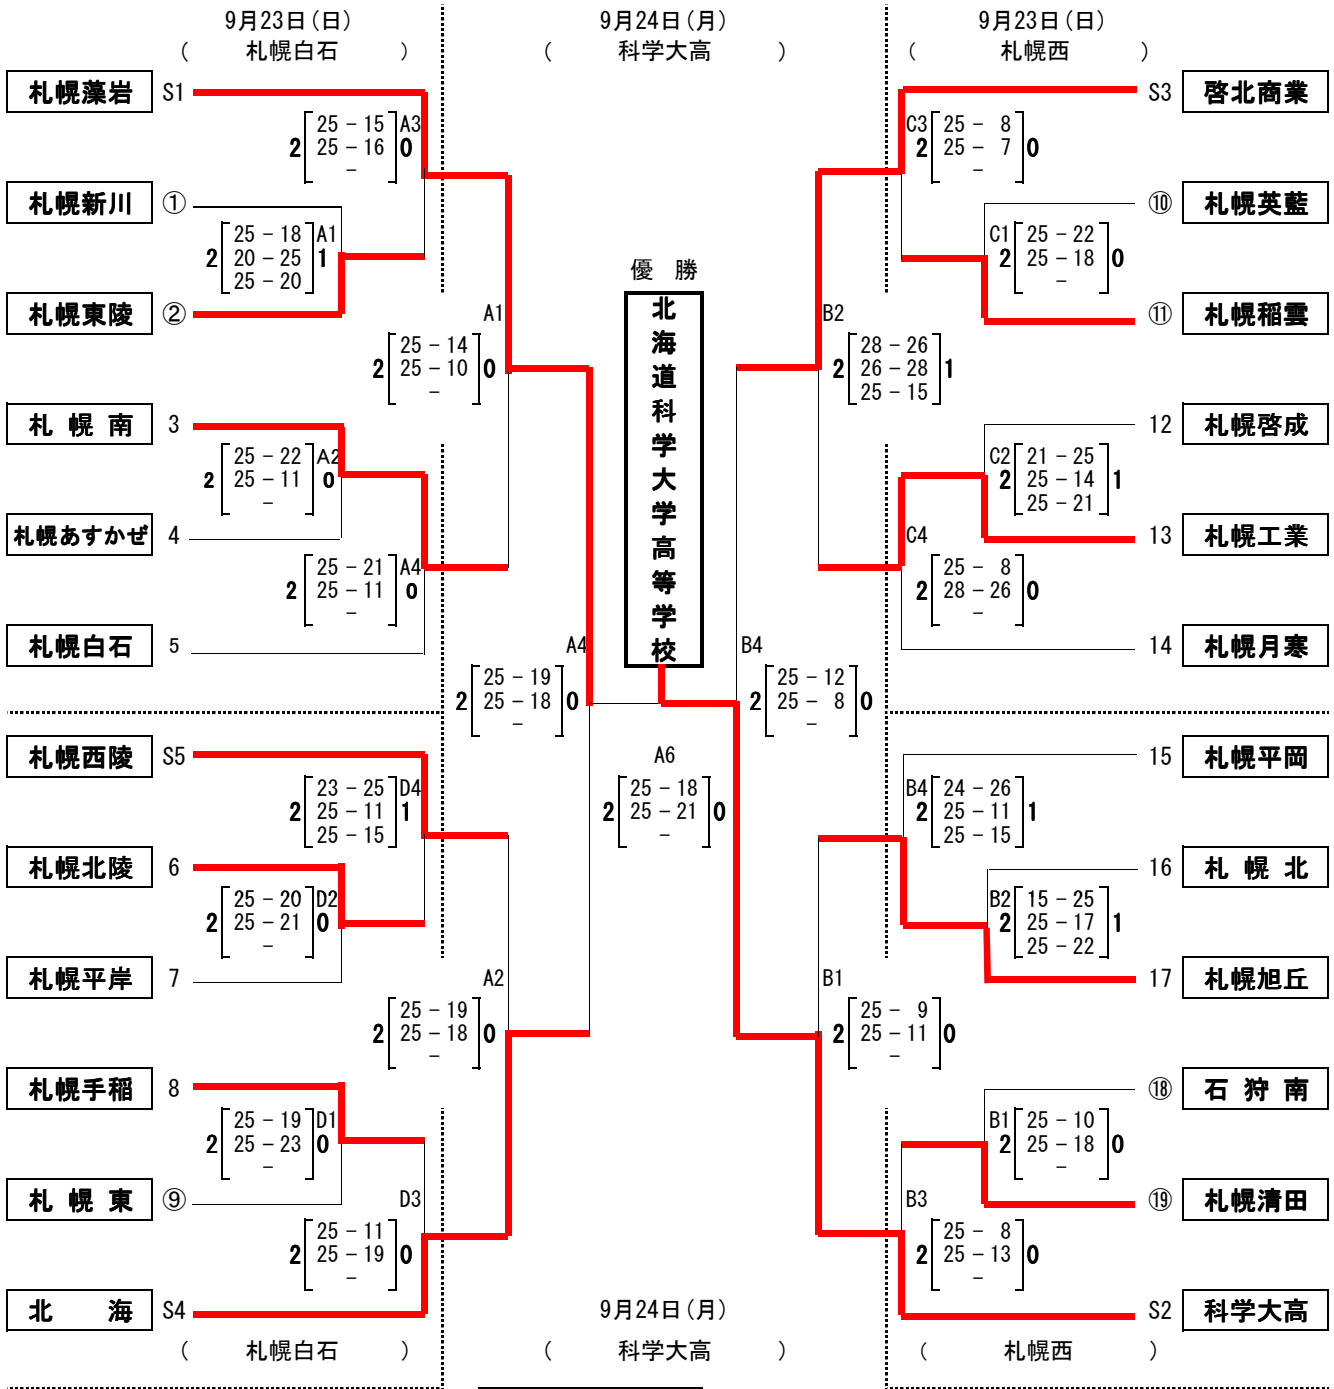 9月23日(日)
( 札幌白石 )
9月24日(月)
( 科学大高 )
9月23日(日)
( 札幌西 )
札幌藻岩 S1
2 25 - 15 A3
25 - 16 0
-
札幌新川 ①
2 25 - 18 A1
20 - 25 1
25 - 20
札幌東陵 ②
A1
2 25 - 14
25 - 10 0
-
札幌南 3
2 25 - 22 A2
25 - 11 0
-
札幌あすかぜ 4
2 25 - 21 A4
25 - 11 0
-
札幌白石 5
A4
2 25 - 19
25 - 18 0
-
札幌西陵 S5
2 23 - 25 D4
25 - 11 1
25 - 15
札幌北陵 6
2 25 - 20 D2
25 - 21 0
-
札幌平岸 7
A2
2 25 - 19
25 - 18 0
-
札幌手稲 8
2 25 - 19 D1
25 - 23 0
-
札幌東 ⑨
D3
2 25 - 11
25 - 19 0
-
北海 S4
( 札幌白石 )
優勝
北海道科学大学高等学校
A6
2 25 - 18
25 - 21 0
-
9月24日(月)
( 科学大高 )
S3 啓北商業
C3 25 - 8
2 25 - 7 0
-
⑩ 札幌英藍
C1 25 - 22
2 25 - 18 0
-
⑪ 札幌稲雲
B2
2 28 - 26
26 - 28 1
25 - 15
12 札幌啓成
C2 21 - 25
2 25 - 14 1
25 - 21
13 札幌工業
C4
2 25 - 8
28 - 26 0
-
14 札幌月寒
B4
2 25 - 12
25 - 8 0
-
15 札幌平岡
B4 24 - 26
2 25 - 11 1
25 - 15
16 札幌北
B2 15 - 25
2 25 - 17 1
25 - 22
17 札幌旭丘
B1
2 25 - 9
25 - 11 0
-
⑱ 石狩南
B1 25 - 10
2 25 - 18 0
-
⑲ 札幌清田
B3
2 25 - 8
25 - 13 0
-
S2 科学大高
( 札幌西 )